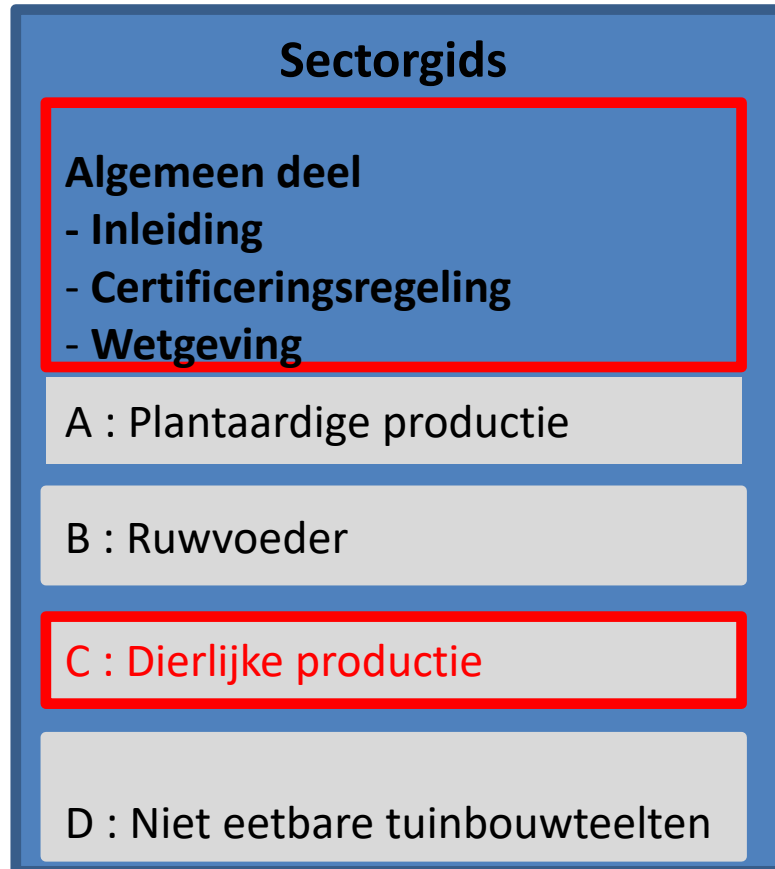 Sectorgids
Algemeen deel
- Inleiding
- Certificeringsregeling
- Wetgeving
A : Plantaardige productie
B : Ruwvoeder
C : Dierlijke productie
D : Niet eetbare tuinbouwteelten